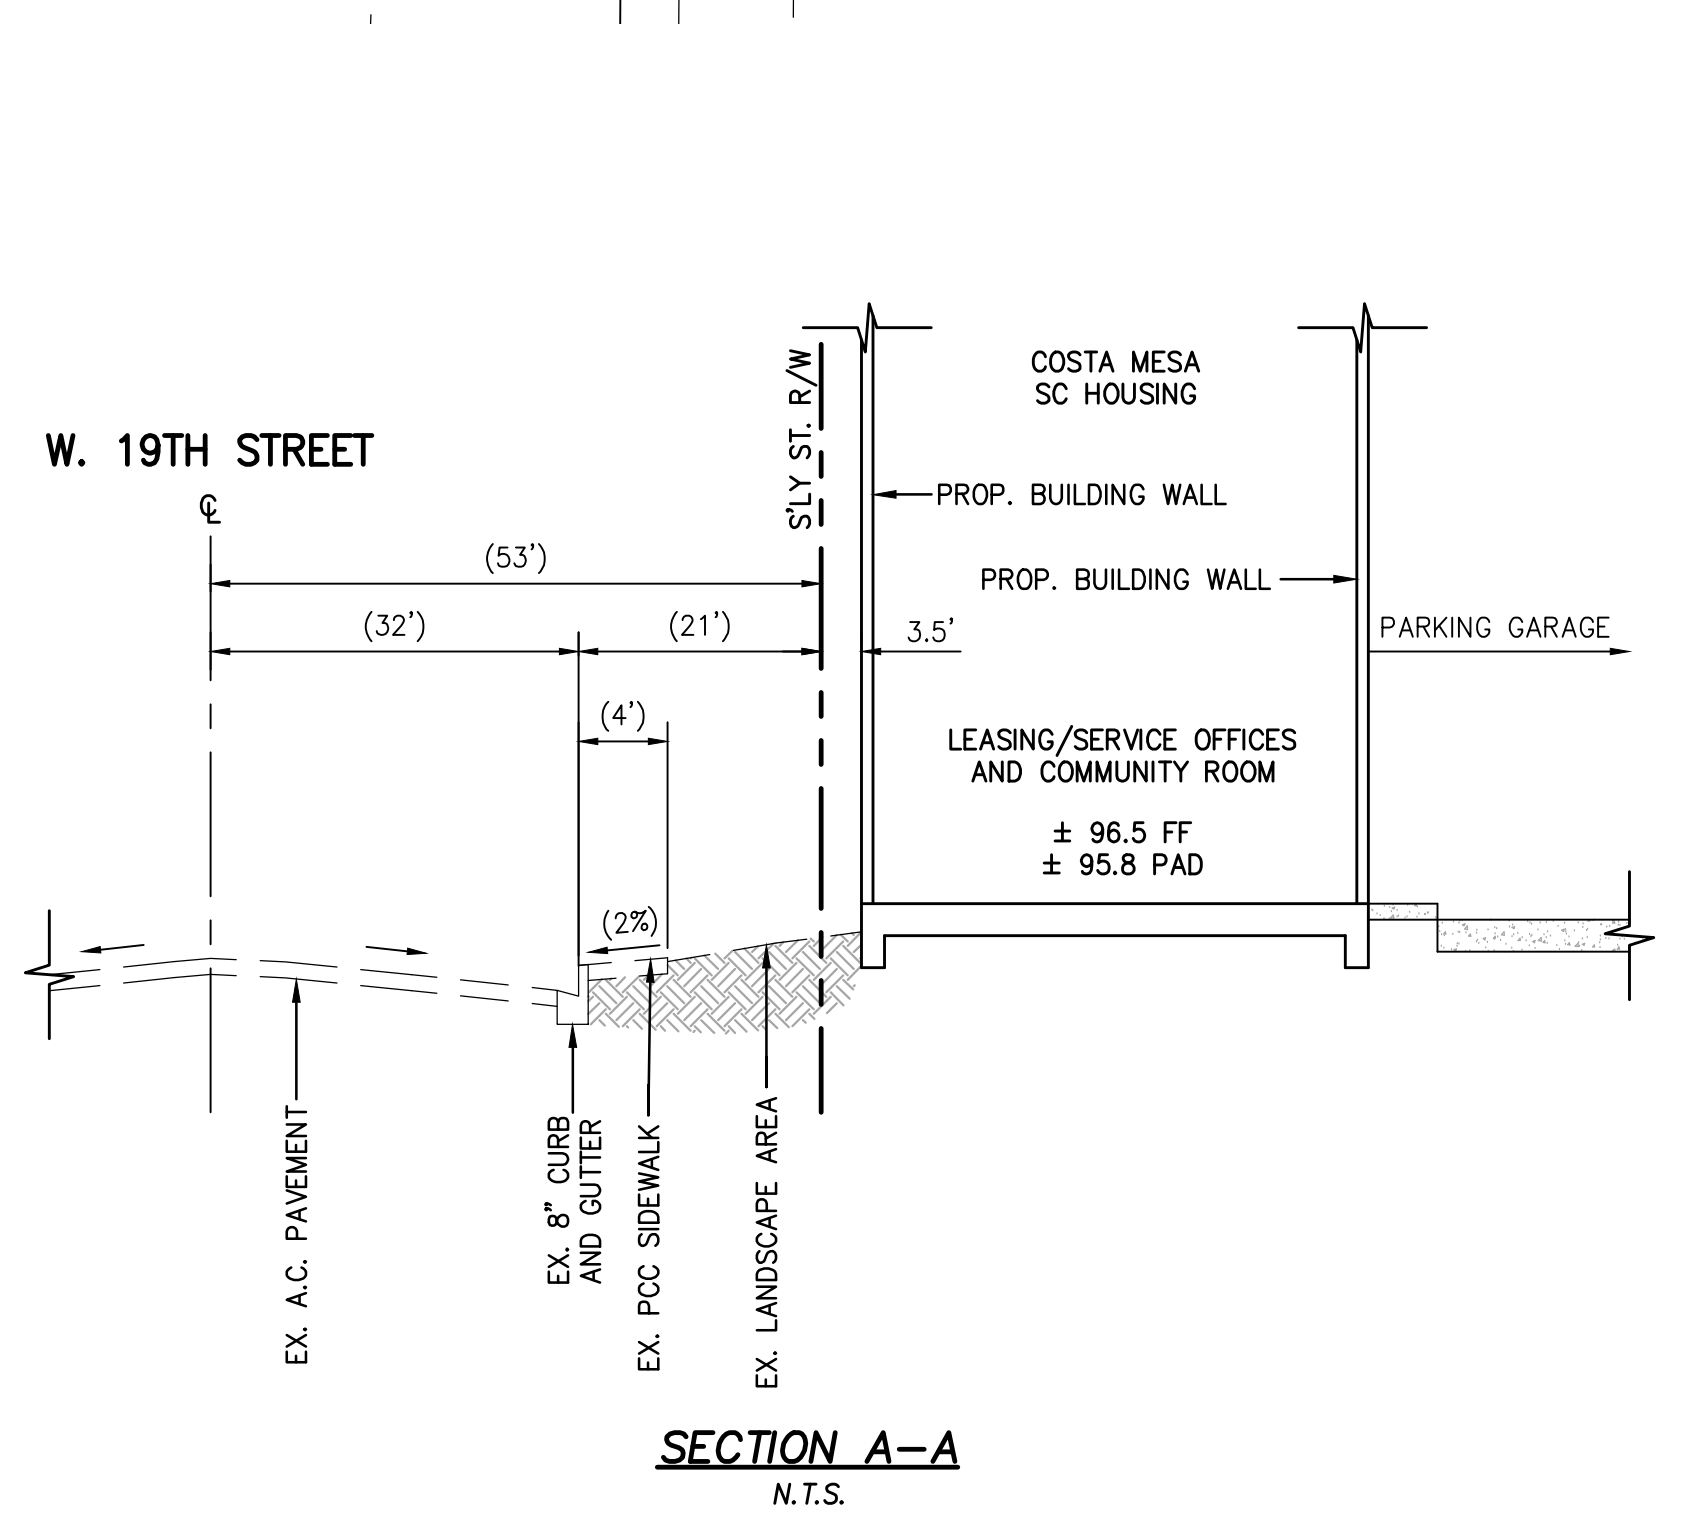 COSTA MESA
SC HOUSING
S'LY ST. R/W
W. 19TH STREET
℄
PROP. BUILDING WALL
(53')
PROP. BUILDING WALL
(32')
(21')
3.5'
PARKING GARAGE
(4')
LEASING/SERVICE OFFICES
AND COMMUNITY ROOM
± 96.5 FF
± 95.8 PAD
(2%)
EX. A.C. PAVEMENT
EX. 8" CURB
AND GUTTER
EX. PCC SIDEWALK
EX. LANDSCAPE AREA
SECTION A-A
N.T.S.